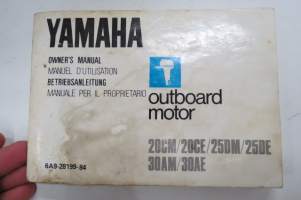 YAMAHA
OWNER'S MANUAL
MANUEL D'UTILISATION
BETRIEBSANLEITUNG
MANUALE PER IL PROPRIETARIO
outboard
motor
20CM/20CE/25DM/25DE
30AM/30AE
6A9-28199-84